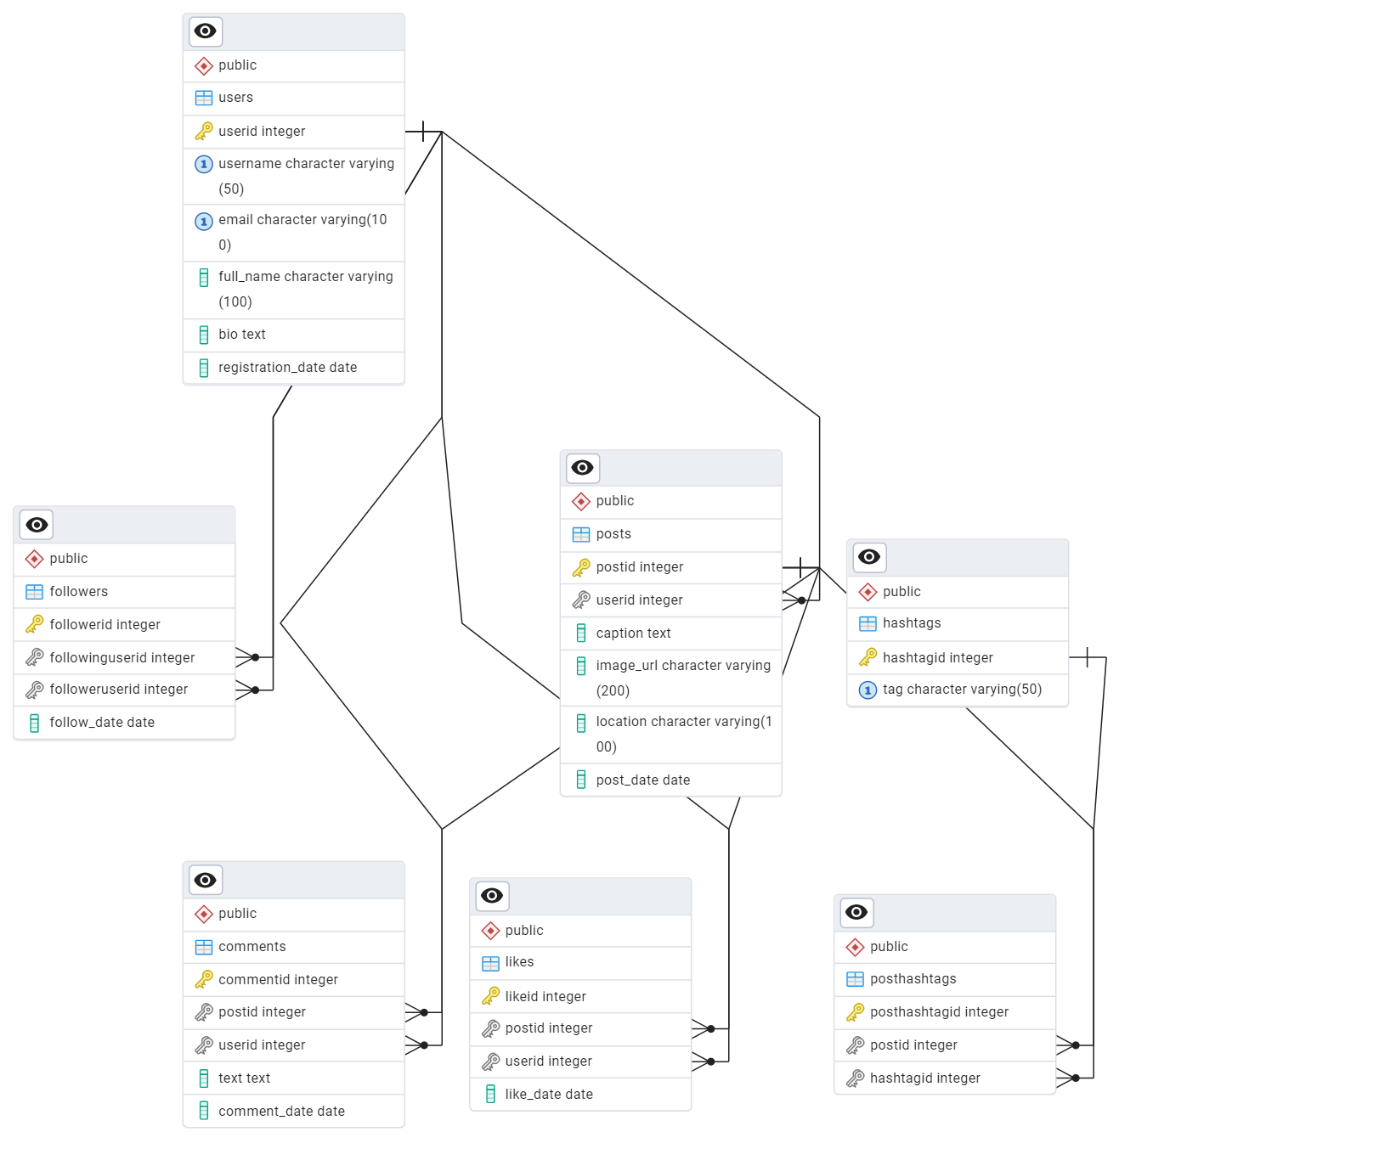 public
users
userid integer
username character varying
(50)
email character varying(10
0)
full_name character varying
(100)
bio text
registration_date date
public
followers
followerid integer
followinguserid integer
followeruserid integer
follow_date date
public
posts
postid integer
userid integer
caption text
image_url character varying
(200)
location character varying(1
00)
post_date date
public
hashtags
hashtagid integer
tag character varying(50)
public
comments
commentid integer
postid integer
userid integer
text text
comment_date date
public
likes
likeid integer
postid integer
userid integer
like_date date
public
posthashtags
posthashtagid integer
postid integer
hashtagid integer